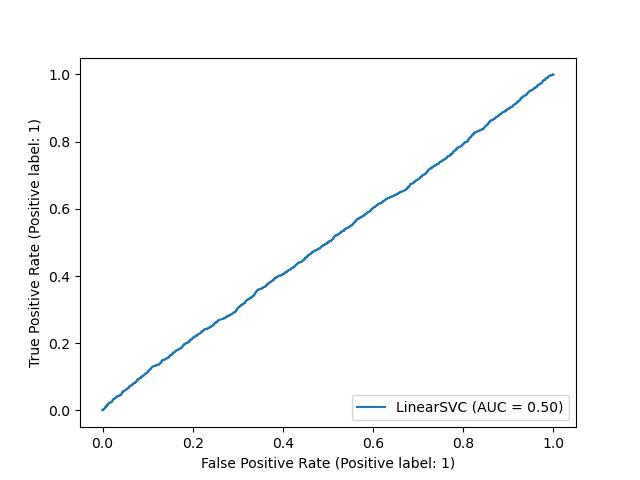 1.0
0.8
0.6
0.4
0.2
0.0
True Positive Rate (Positive label: 1)
LinearSVC (AUC = 0.50)
0.0 0.2 0.4 0.6 0.8 1.0
False Positive Rate (Positive label: 1)